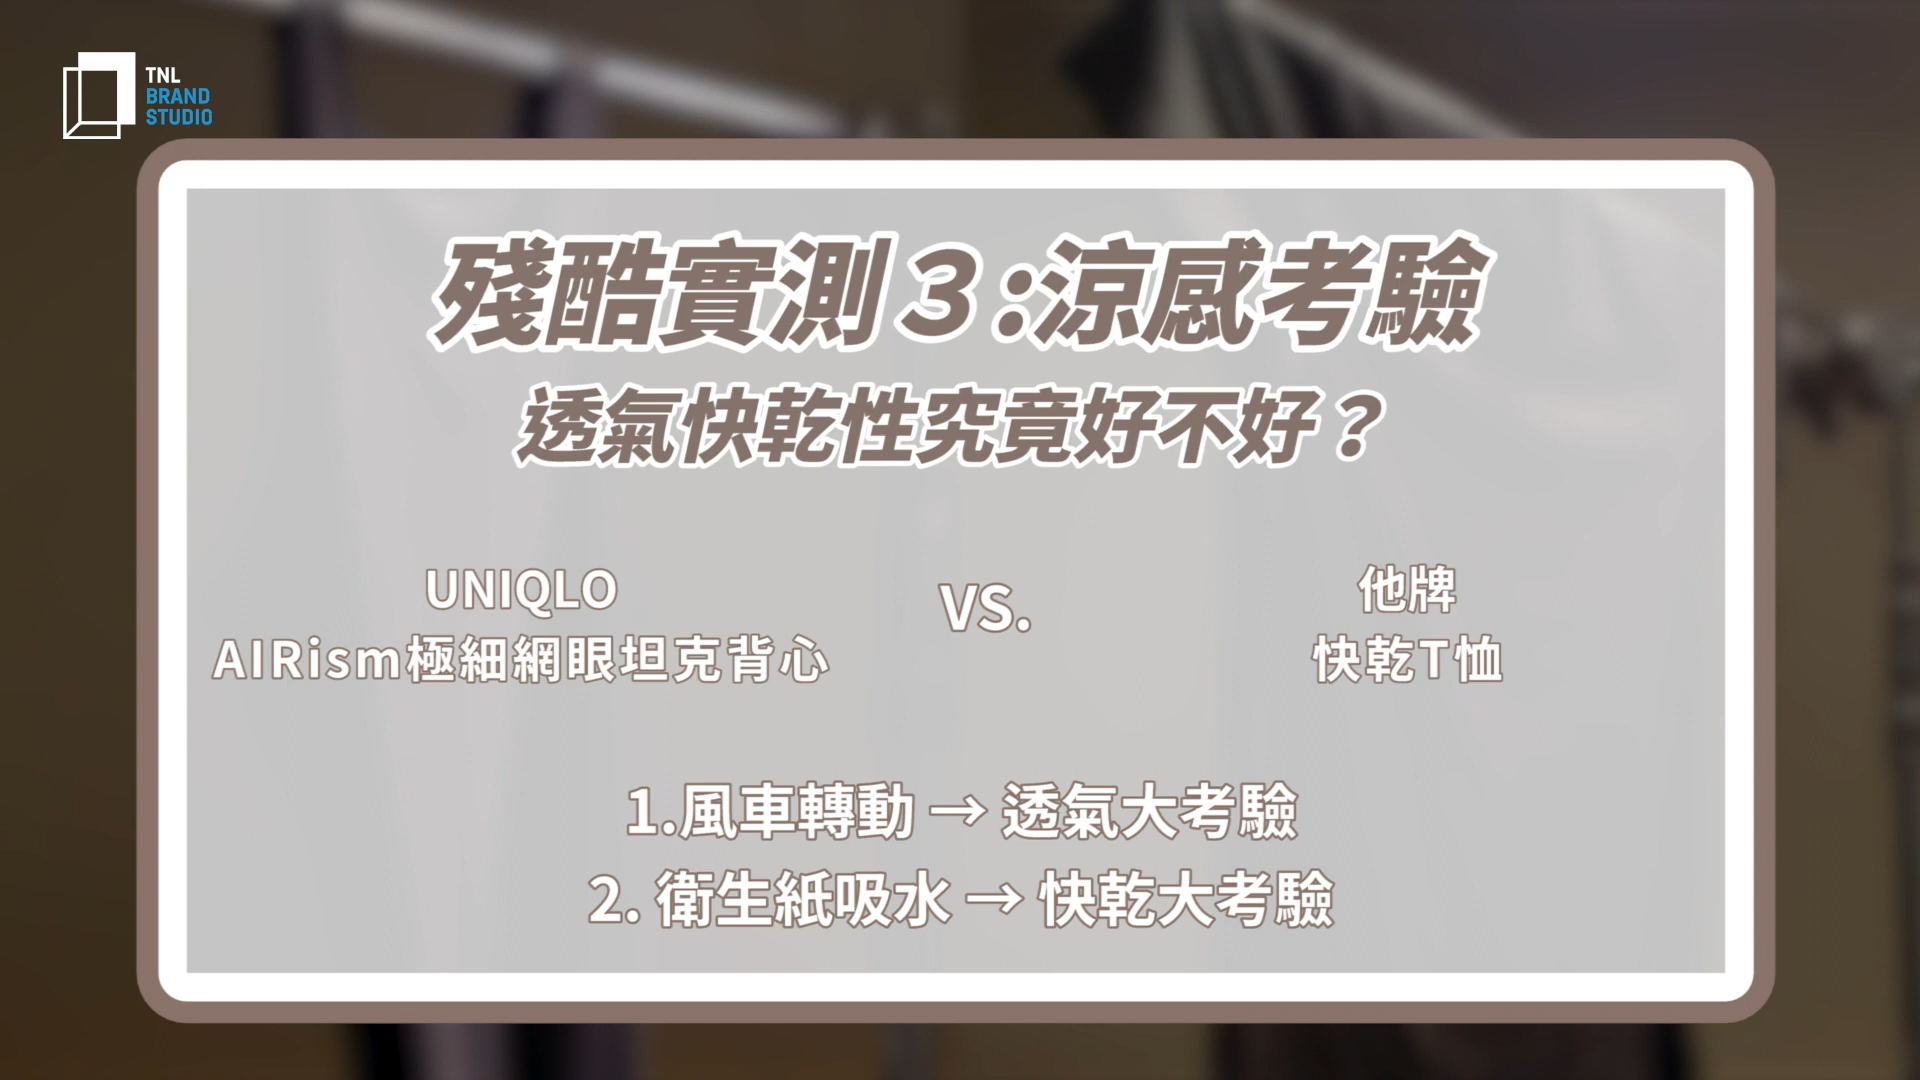 TNL
BRAND
STUDIO
殘酷實測３:涼感考驗
透氣快乾性究竟好不好？
UNIQLO
AIRism極細網眼坦克背心
VS.
他牌
快乾T恤
1.風車轉動 → 透氣大考驗
2. 衛生紙吸水 → 快乾大考驗